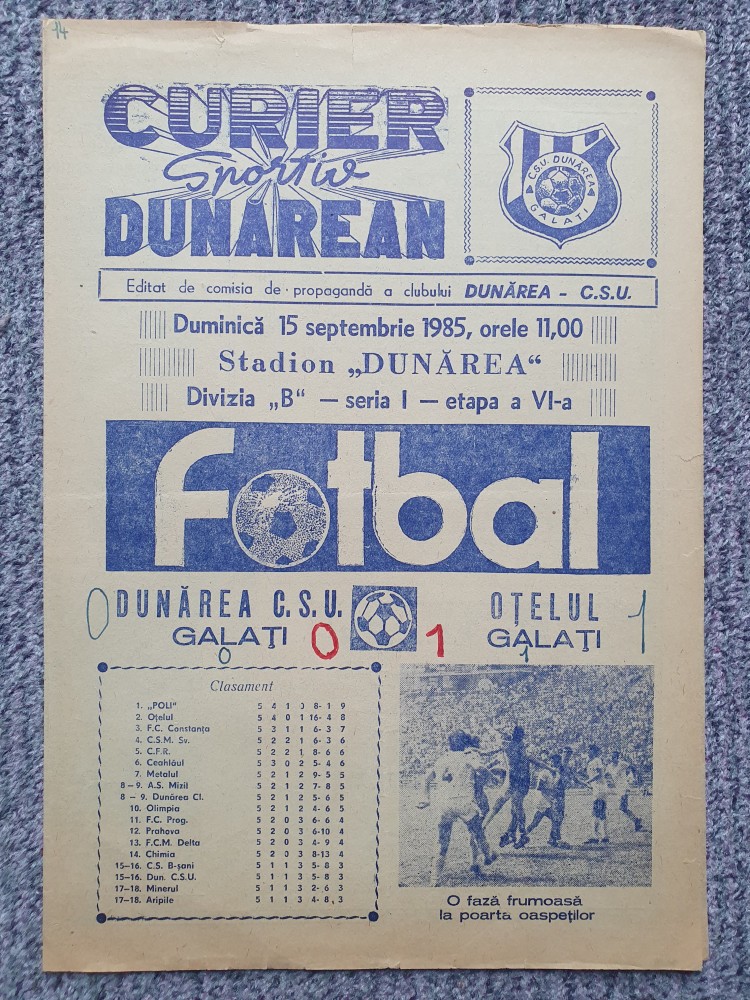 74
CURIER
Sportiv
DUNĂREAN
C.S.U. DUNĂREA
GALAȚI
Editat de comisia de propagandă a clubului DUNĂREA - C.S.U.
Duminică 15 septembrie 1985, orele 11,00
Stadion „DUNĂREA“
Divizia „B“ — seria I — etapa a VI-a
fotbal
0 DUNĂREA C.S.U. OȚELUL 1
GALAȚI 0 1 GALAȚI
0 1
Clasament
1. „POLI“ 5 4 1 0 8- 1 9
2. Oțelul 5 4 0 1 16- 4 8
3. F.C. Constanța 5 3 1 1 6- 3 7
4. C.S.M. Sv. 5 2 2 1 6- 3 6
5. C.F.R. 5 2 2 1 8- 6 6
6. Ceahlăul 5 3 0 2 5- 4 6
7. Metalul 5 2 1 2 9- 5 5
8 — 9. A.S. Mizil 5 2 1 2 7- 8 5
8 — 9. Dunărea Cl. 5 2 1 2 5- 6 5
10. Olimpia 5 2 1 2 4- 6 5
11. F.C. Prog. 5 2 0 3 6- 6 4
12. Prahova 5 2 0 3 6-10 4
13. F.C.M. Delta 5 2 0 3 4- 9 4
14. Chimia 5 2 0 3 8-13 4
15—16. C.S. B-șani 5 1 1 3 5- 8 3
15—16. Dun. C.S.U. 5 1 1 3 5- 8 3
17—18. Minerul 5 1 1 3 2- 6 3
17—18. Aripile 5 1 1 3 4- 8, 3
O fază frumoasă
la poarta oaspeților